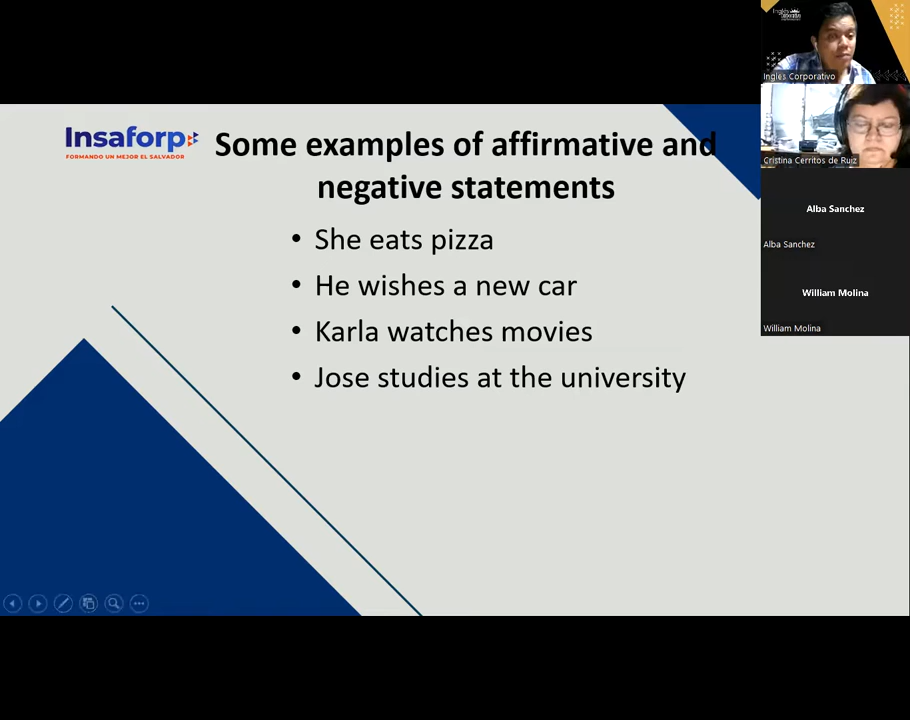 Insaforp
FORMANDO UN MEJOR EL SALVADOR
Some examples of affirmative and
negative statements
• She eats pizza
• He wishes a new car
• Karla watches movies
• Jose studies at the university
Inglés Corporativo
Cristina Cerritos de Ruiz
Alba Sanchez
Alba Sanchez
William Molina
William Molina